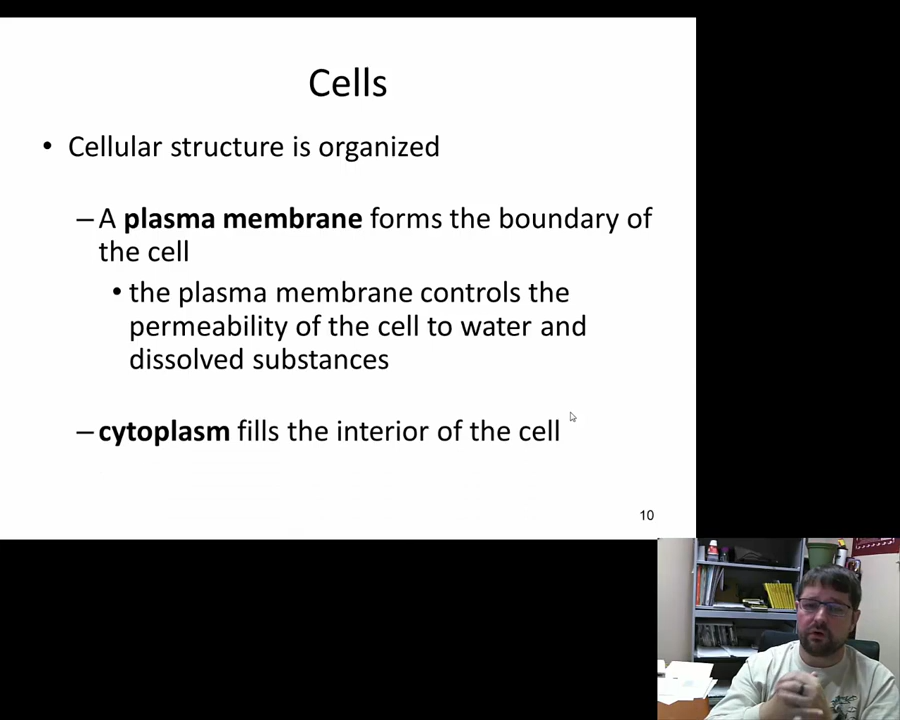 Cells
• Cellular structure is organized
– A plasma membrane forms the boundary of
the cell
• the plasma membrane controls the
permeability of the cell to water and
dissolved substances
– cytoplasm fills the interior of the cell
10